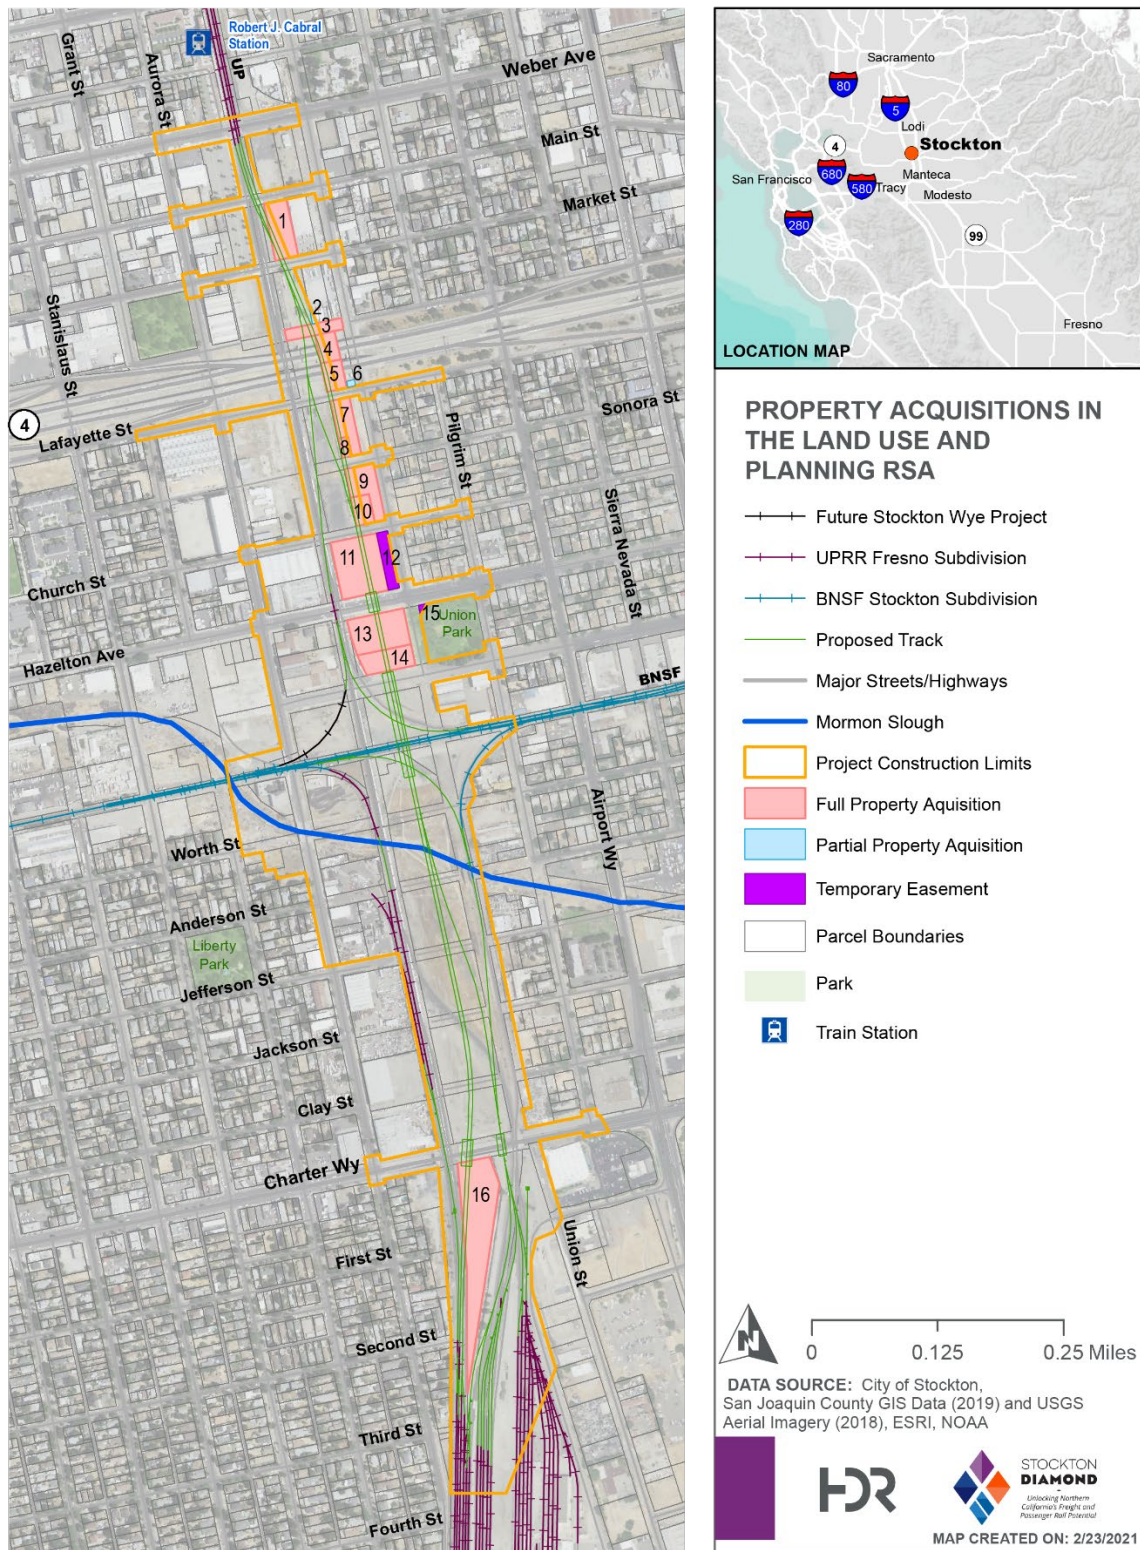 Robert J. Cabral
Station
UP
Grant St
Aurora St
Weber Ave
Main St
Market St
1
Stanislaus St
2
3
4
5
6
4
Lafayette St
7
8
Pilgrim St
Sonora St
9
10
11
12
Sierra Nevada St
Church St
13
14
15
Union
Park
Hazelton Ave
BNSF
Airport Wy
Worth St
Anderson St
Liberty
Park
Jefferson St
Jackson St
Clay St
Charter Wy
16
Union St
First St
Second St
Third St
Fourth St
Sacramento
80
5
Lodi
4
Stockton
680
San Francisco
580
Manteca
Tracy
Modesto
280
99
Fresno
LOCATION MAP
PROPERTY ACQUISITIONS IN
THE LAND USE AND
PLANNING RSA
Future Stockton Wye Project
UPRR Fresno Subdivision
BNSF Stockton Subdivision
Proposed Track
Major Streets/Highways
Mormon Slough
Project Construction Limits
Full Property Aquisition
Partial Property Aquisition
Temporary Easement
Parcel Boundaries
Park
Train Station
N
0 0.125 0.25 Miles
DATA SOURCE: City of Stockton,
San Joaquin County GIS Data (2019) and USGS
Aerial Imagery (2018), ESRI, NOAA
HDR
STOCKTON
DIAMOND
Unlocking Northern
California's Freight and
Passenger Rail Potential
MAP CREATED ON: 2/23/2021